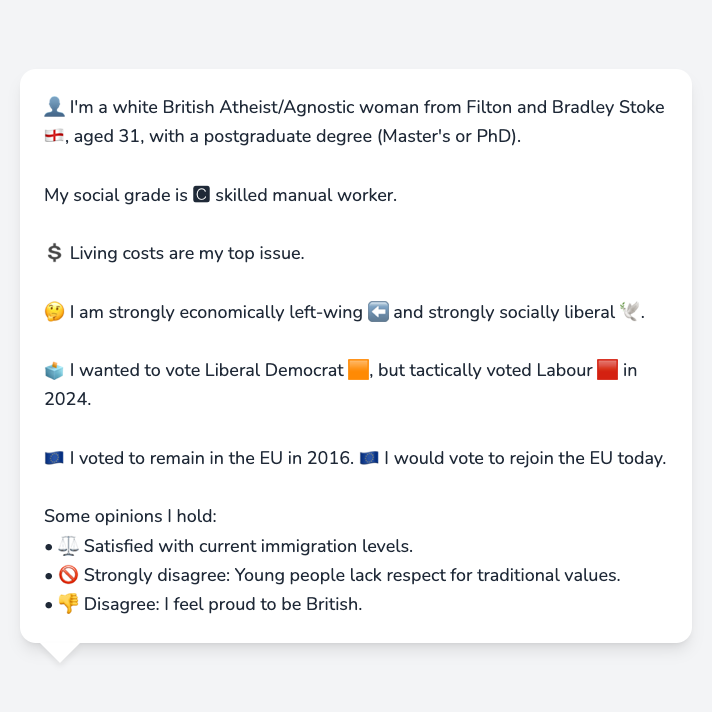 👤 I'm a white British Atheist/Agnostic woman from Filton and Bradley Stoke
🏴󠁧󠁢󠁥󠁮󠁧󠁿, aged 31, with a postgraduate degree (Master's or PhD).
My social grade is 🅲 skilled manual worker.
💲 Living costs are my top issue.
🤔 I am strongly economically left-wing ⬅️ and strongly socially liberal 🕊️.
🗳️ I wanted to vote Liberal Democrat 🟧, but tactically voted Labour 🟥 in
2024.
🇪🇺 I voted to remain in the EU in 2016. 🇪🇺 I would vote to rejoin the EU today.
Some opinions I hold:
• ⚖️ Satisfied with current immigration levels.
• 🚫 Strongly disagree: Young people lack respect for traditional values.
• 👎 Disagree: I feel proud to be British.